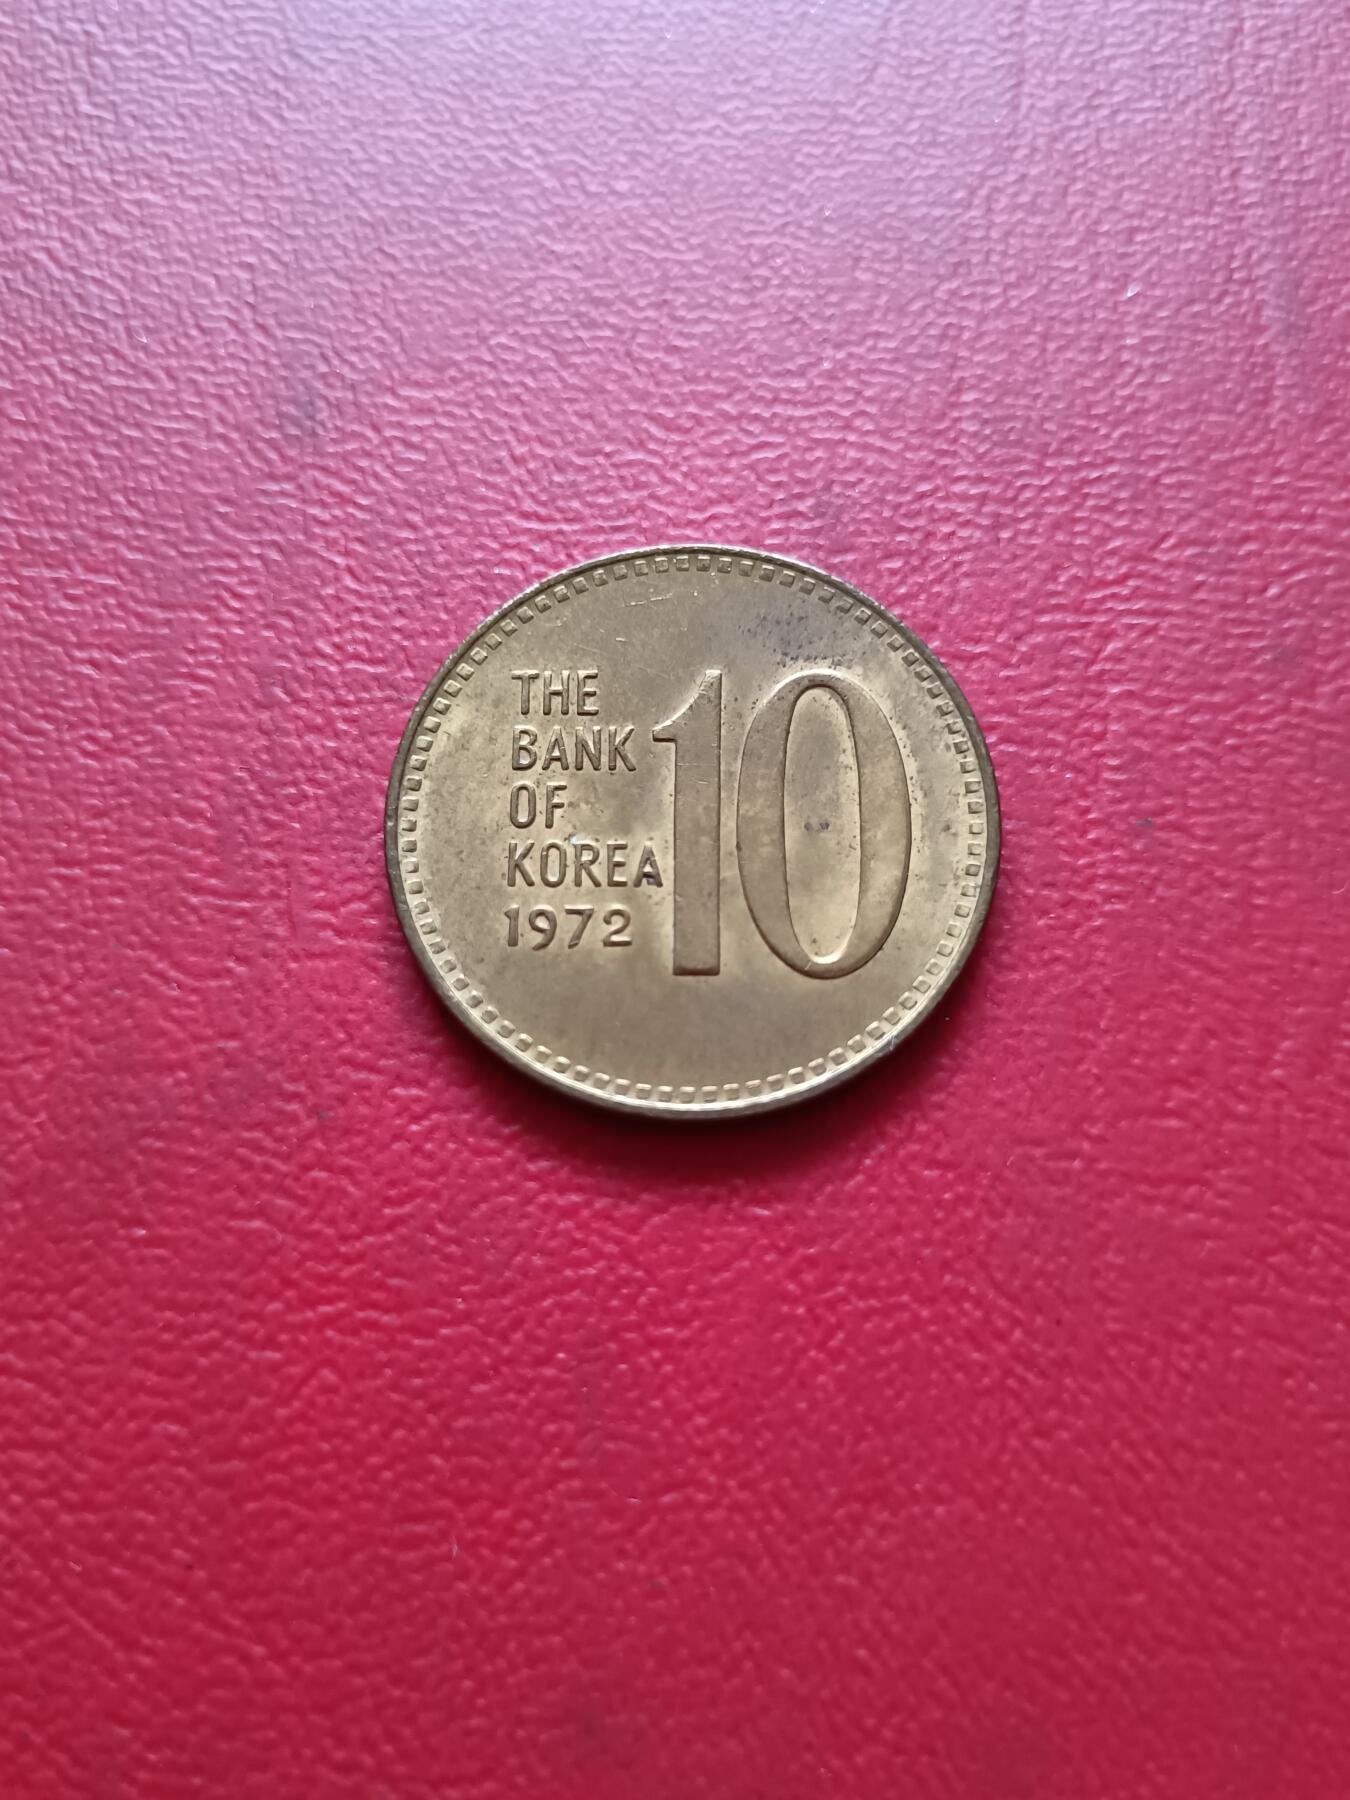 THE
BANK
OF
KOREA
1972
10